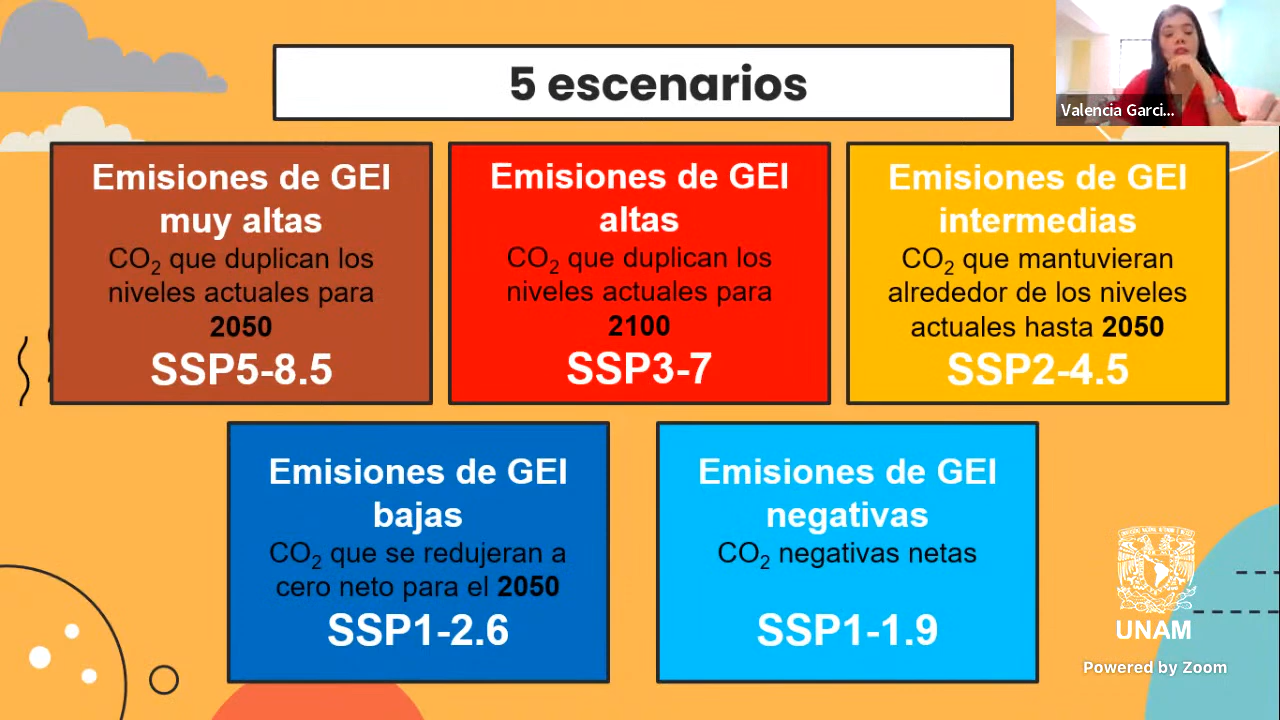 5 escenarios
Valencia Garci...
Emisiones de GEI
muy altas
CO₂ que duplican los
niveles actuales para
2050
SSP5-8.5
Emisiones de GEI
altas
CO₂ que duplican los
niveles actuales para
2100
SSP3-7
Emisiones de GEI
intermedias
CO₂ que mantuvieran
alrededor de los niveles
actuales hasta 2050
SSP2-4.5
Emisiones de GEI
bajas
CO₂ que se redujeran a
cero neto para el 2050
SSP1-2.6
Emisiones de GEI
negativas
CO₂ negativas netas
SSP1-1.9
UNAM
Powered by Zoom